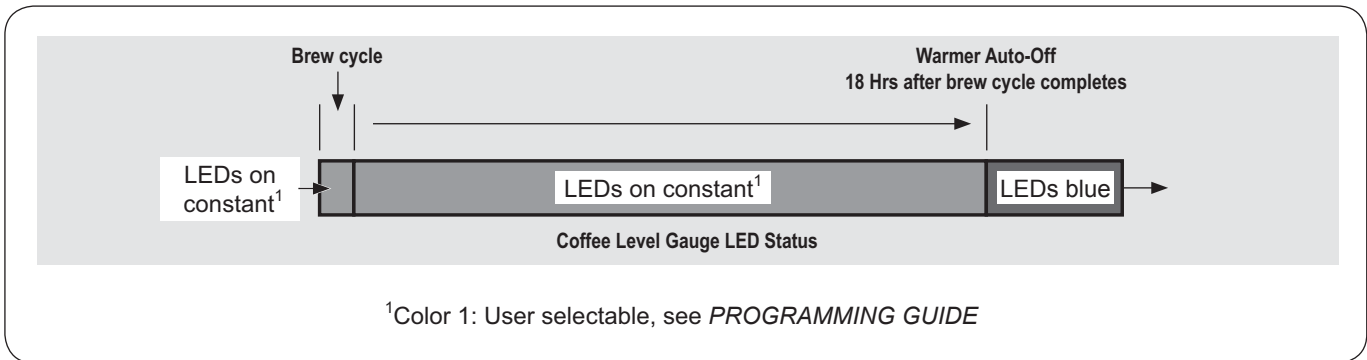 Brew cycle
Warmer Auto-Off
18 Hrs after brew cycle completes
LEDs on
constant¹
LEDs on constant¹
LEDs blue
Coffee Level Gauge LED Status
¹Color 1: User selectable, see PROGRAMMING GUIDE